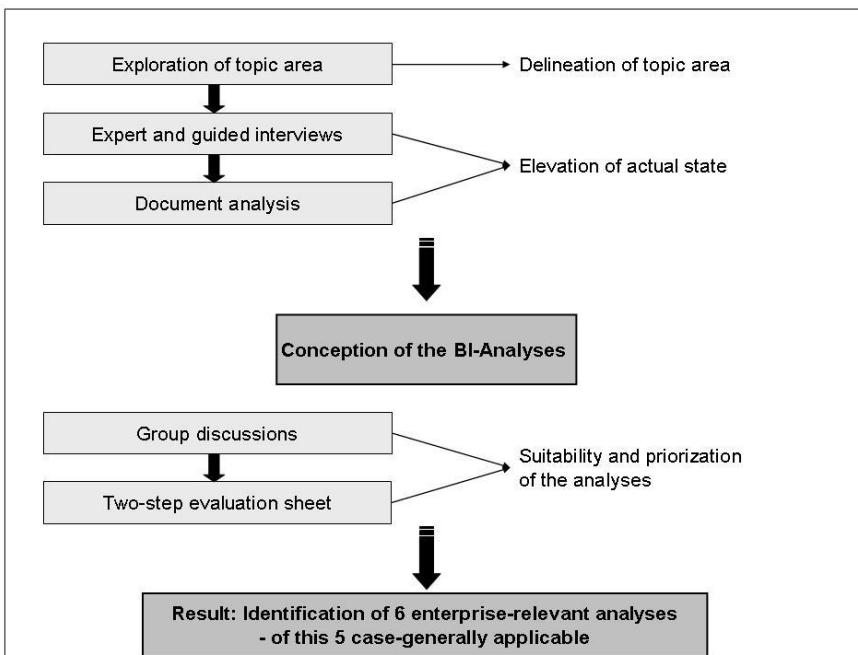 Exploration of topic area
Delineation of topic area
Expert and guided interviews
Elevation of actual state
Document analysis
Conception of the BI-Analyses
Group discussions
Suitability and priorization
of the analyses
Two-step evaluation sheet
Result: Identification of 6 enterprise-relevant analyses
- of this 5 case-generally applicable